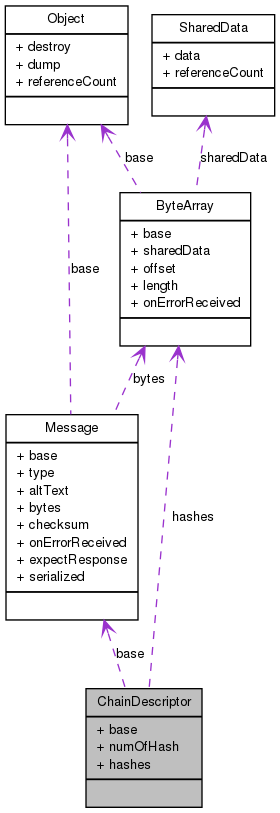 Object
+ destroy
+ dump
+ referenceCount
SharedData
+ data
+ referenceCount
base
sharedData
ByteArray
+ base
+ sharedData
+ offset
+ length
+ onErrorReceived
base
bytes
Message
+ base
+ type
+ altText
+ bytes
+ checksum
+ onErrorReceived
+ expectResponse
+ serialized
hashes
base
ChainDescriptor
+ base
+ numOfHash
+ hashes